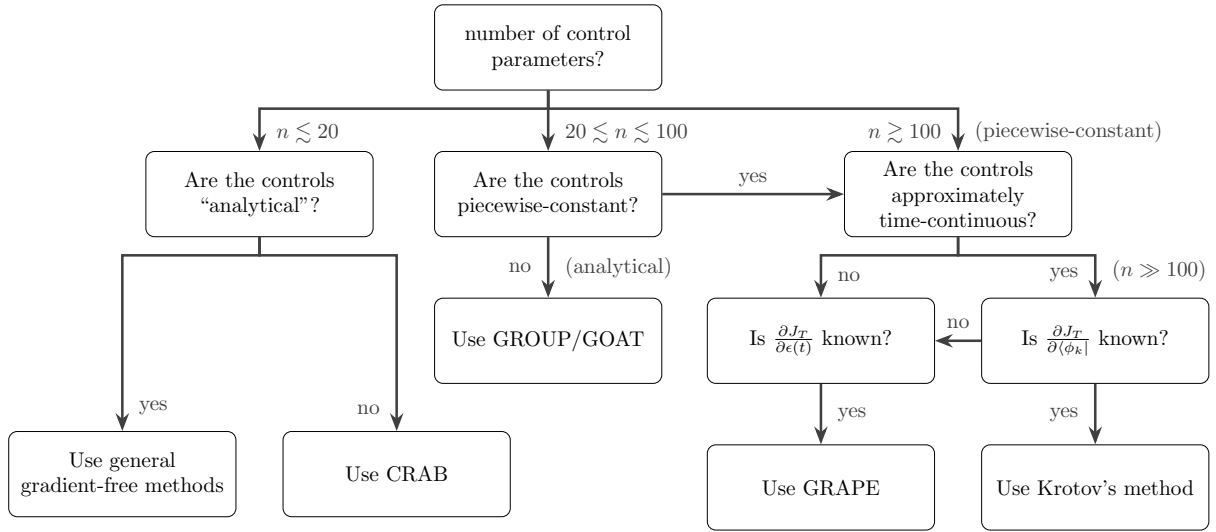 number of control
parameters?
n ≲ 20
20 ≲ n ≲ 100
n ≳ 100 (piecewise-constant)
Are the controls
“analytical”?
Are the controls
piecewise-constant?
yes
Are the controls
approximately
time-continuous?
no (analytical)
no
yes (n ≫ 100)
Use GROUP/GOAT
Is ∂J_T/∂ϵ(t) known?
no
Is ∂J_T/∂⟨ϕ_k| known?
yes
no
yes
yes
Use general
gradient-free methods
Use CRAB
Use GRAPE
Use Krotov’s method